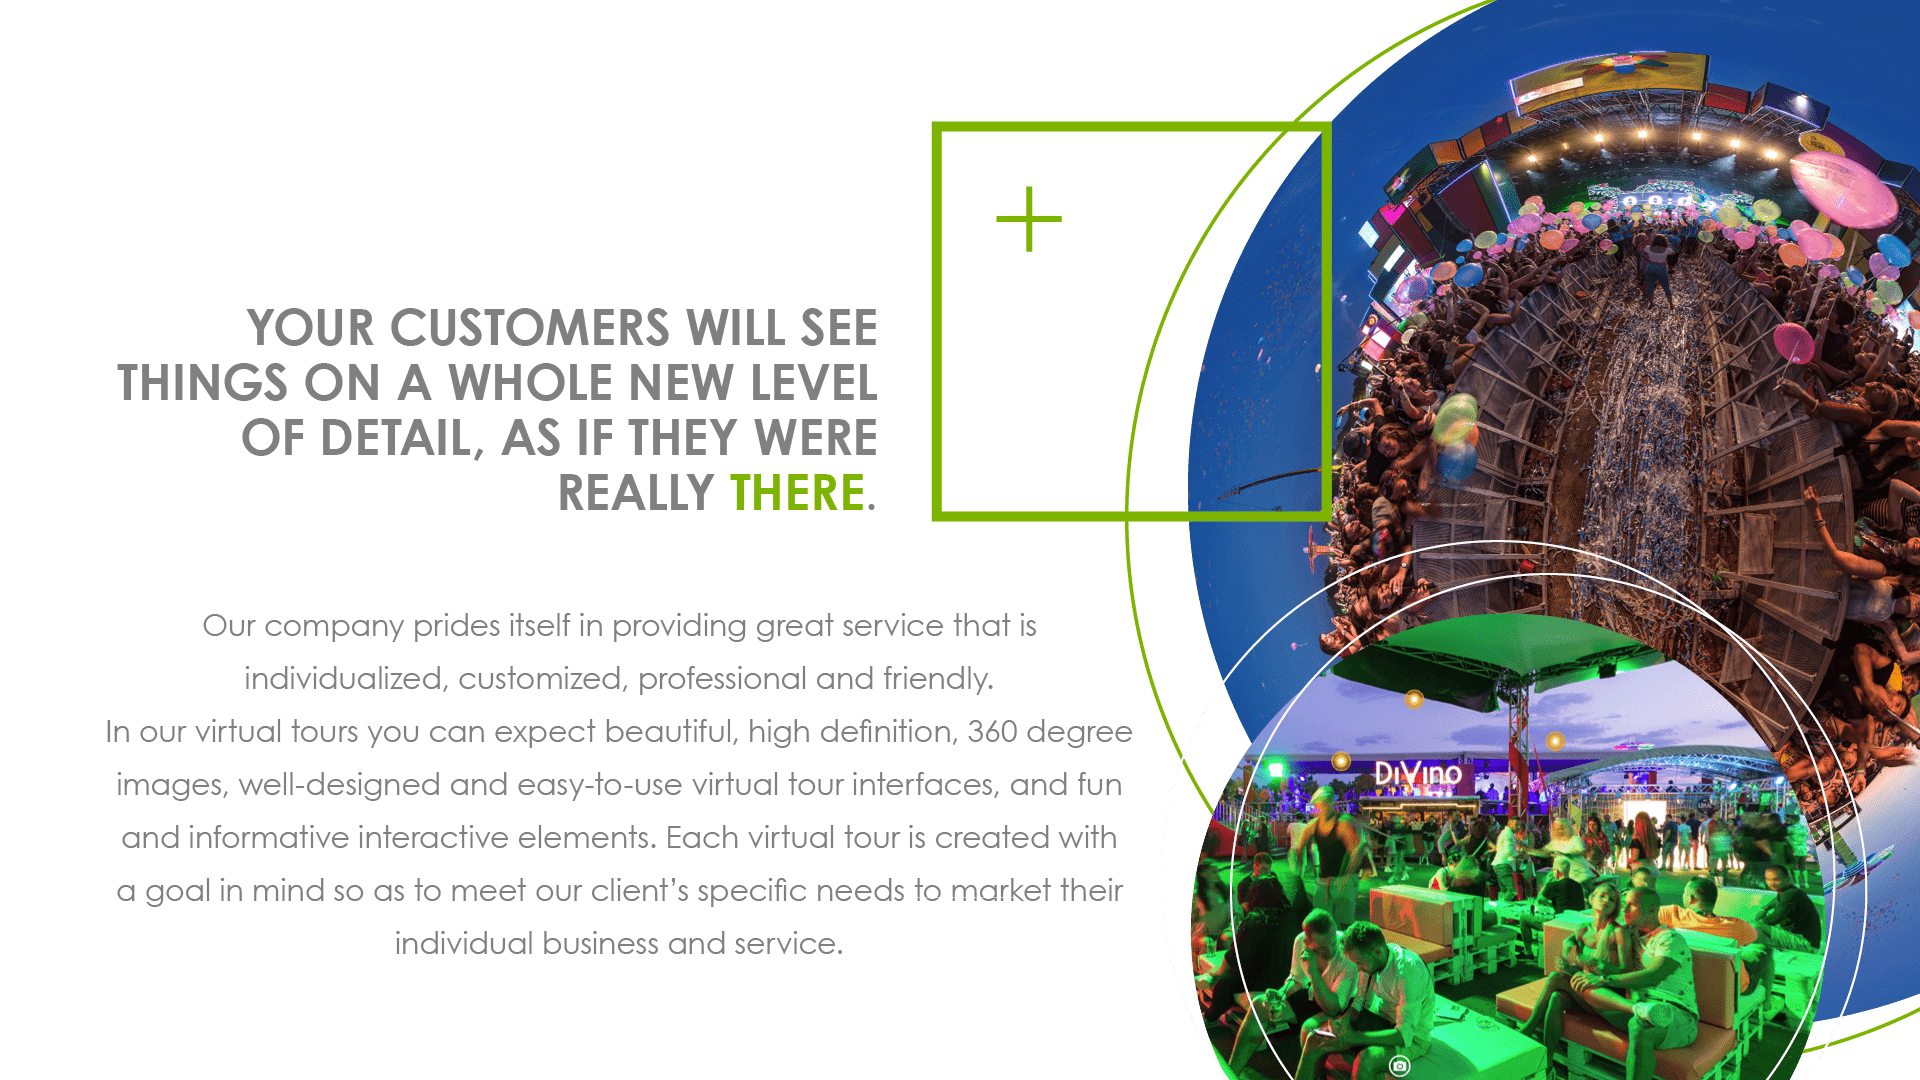 YOUR CUSTOMERS WILL SEE
THINGS ON A WHOLE NEW LEVEL
OF DETAIL, AS IF THEY WERE
REALLY THERE.
Our company prides itself in providing great service that is
individualized, customized, professional and friendly.
In our virtual tours you can expect beautiful, high definition, 360 degree
images, well-designed and easy-to-use virtual tour interfaces, and fun
and informative interactive elements. Each virtual tour is created with
a goal in mind so as to meet our client’s specific needs to market their
individual business and service.
DiVino